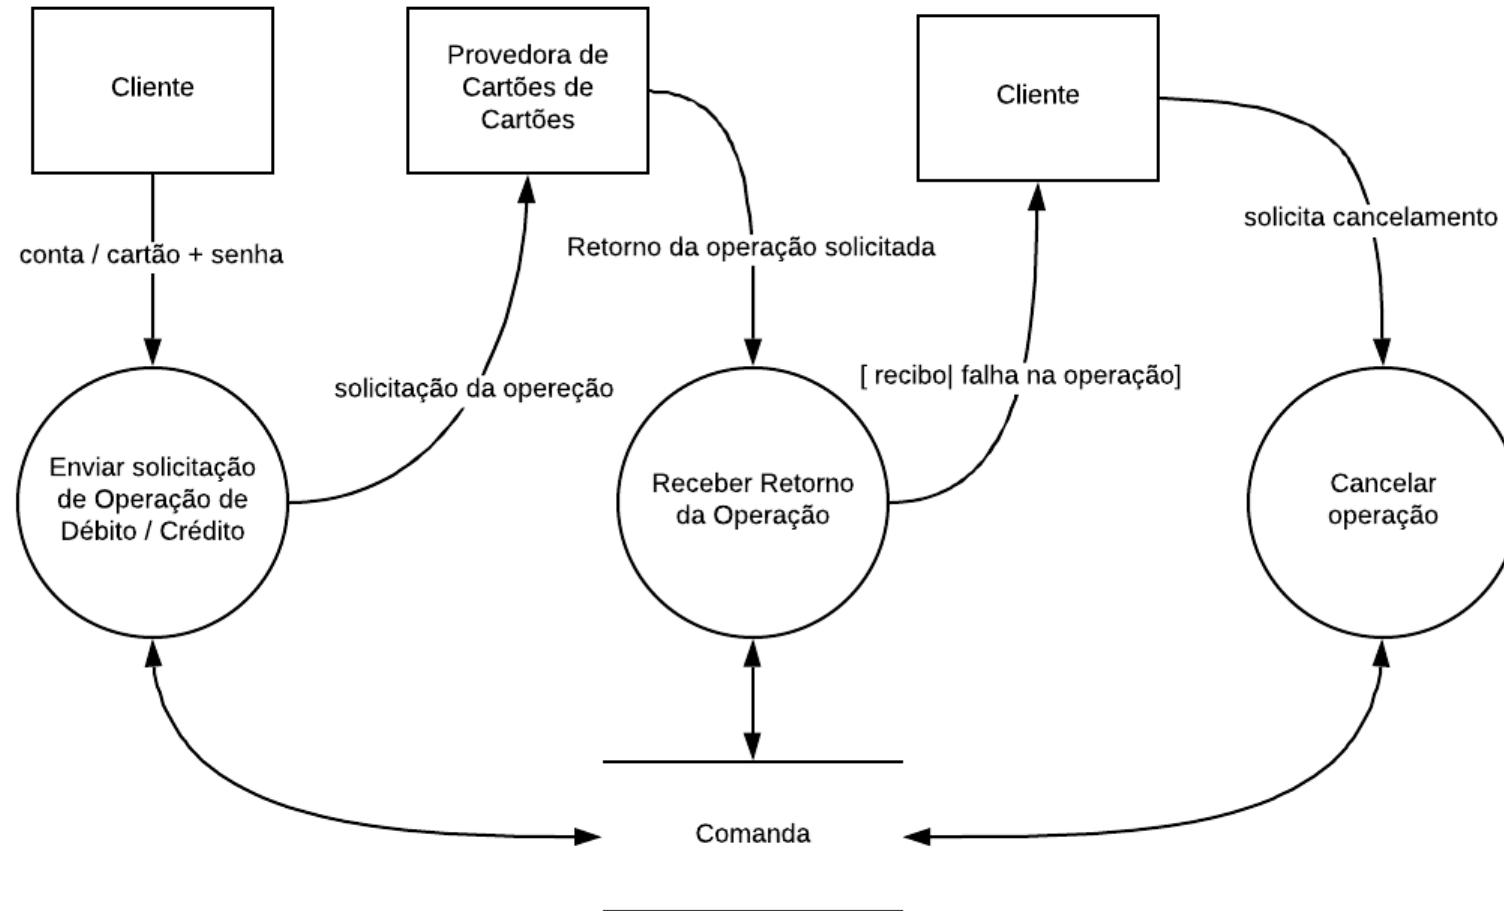 Cliente
Provedora de
Cartões de
Cartões
Cliente
solicita cancelamento
conta / cartão + senha
Retorno da operação solicitada
[ recibo| falha na operação]
solicitação da opereção
Enviar solicitação
de Operação de
Débito / Crédito
Receber Retorno
da Operação
Cancelar
operação
Comanda